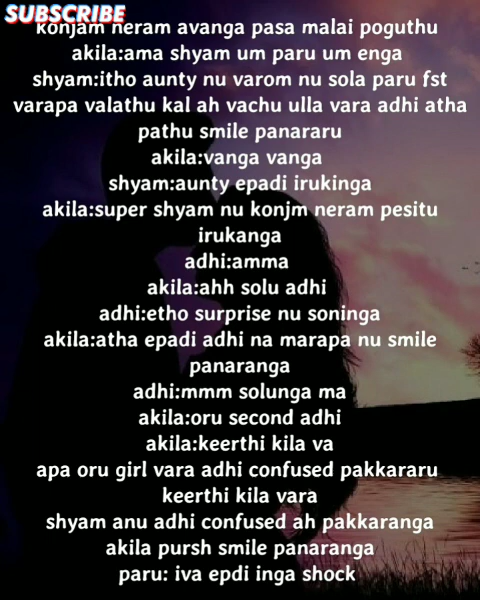 SUBSCRIBE
konjam neram avanga pasa malai poguthu
akila:ama shyam um paru um enga
shyam:itho aunty nu varom nu sola paru fst
varapa valathu kal ah vachu ulla vara adhi atha
pathu smile panararu
akila:vanga vanga
shyam:aunty epadi irukinga
akila:super shyam nu konjm neram pesitu
irukanga
adhi:amma
akila:ahh solu adhi
adhi:etho surprise nu soninga
akila:atha epadi adhi na marapa nu smile
panaranga
adhi:mmm solunga ma
akila:oru second adhi
akila:keerthi kila va
apa oru girl vara adhi confused pakkararu
keerthi kila vara
shyam anu adhi confused ah pakkaranga
akila pursh smile panaranga
paru: iva epdi inga shock